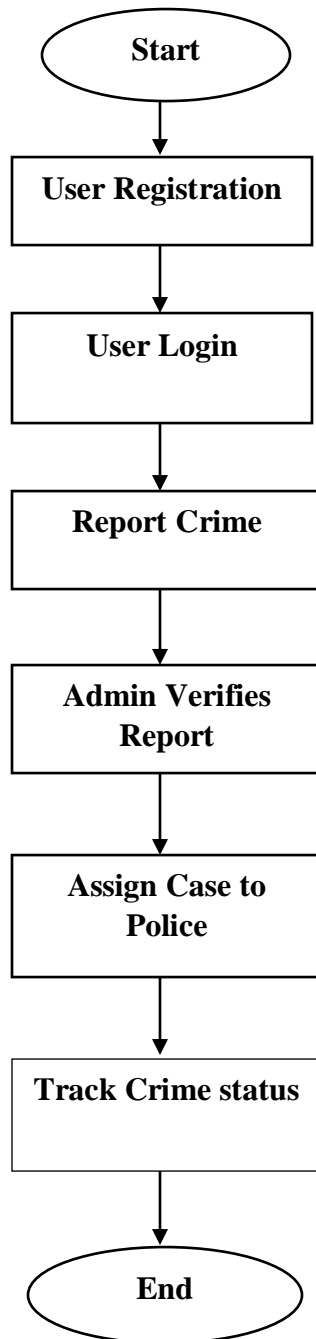 Start
User Registration
User Login
Report Crime
Admin Verifies
Report
Assign Case to
Police
Track Crime status
End